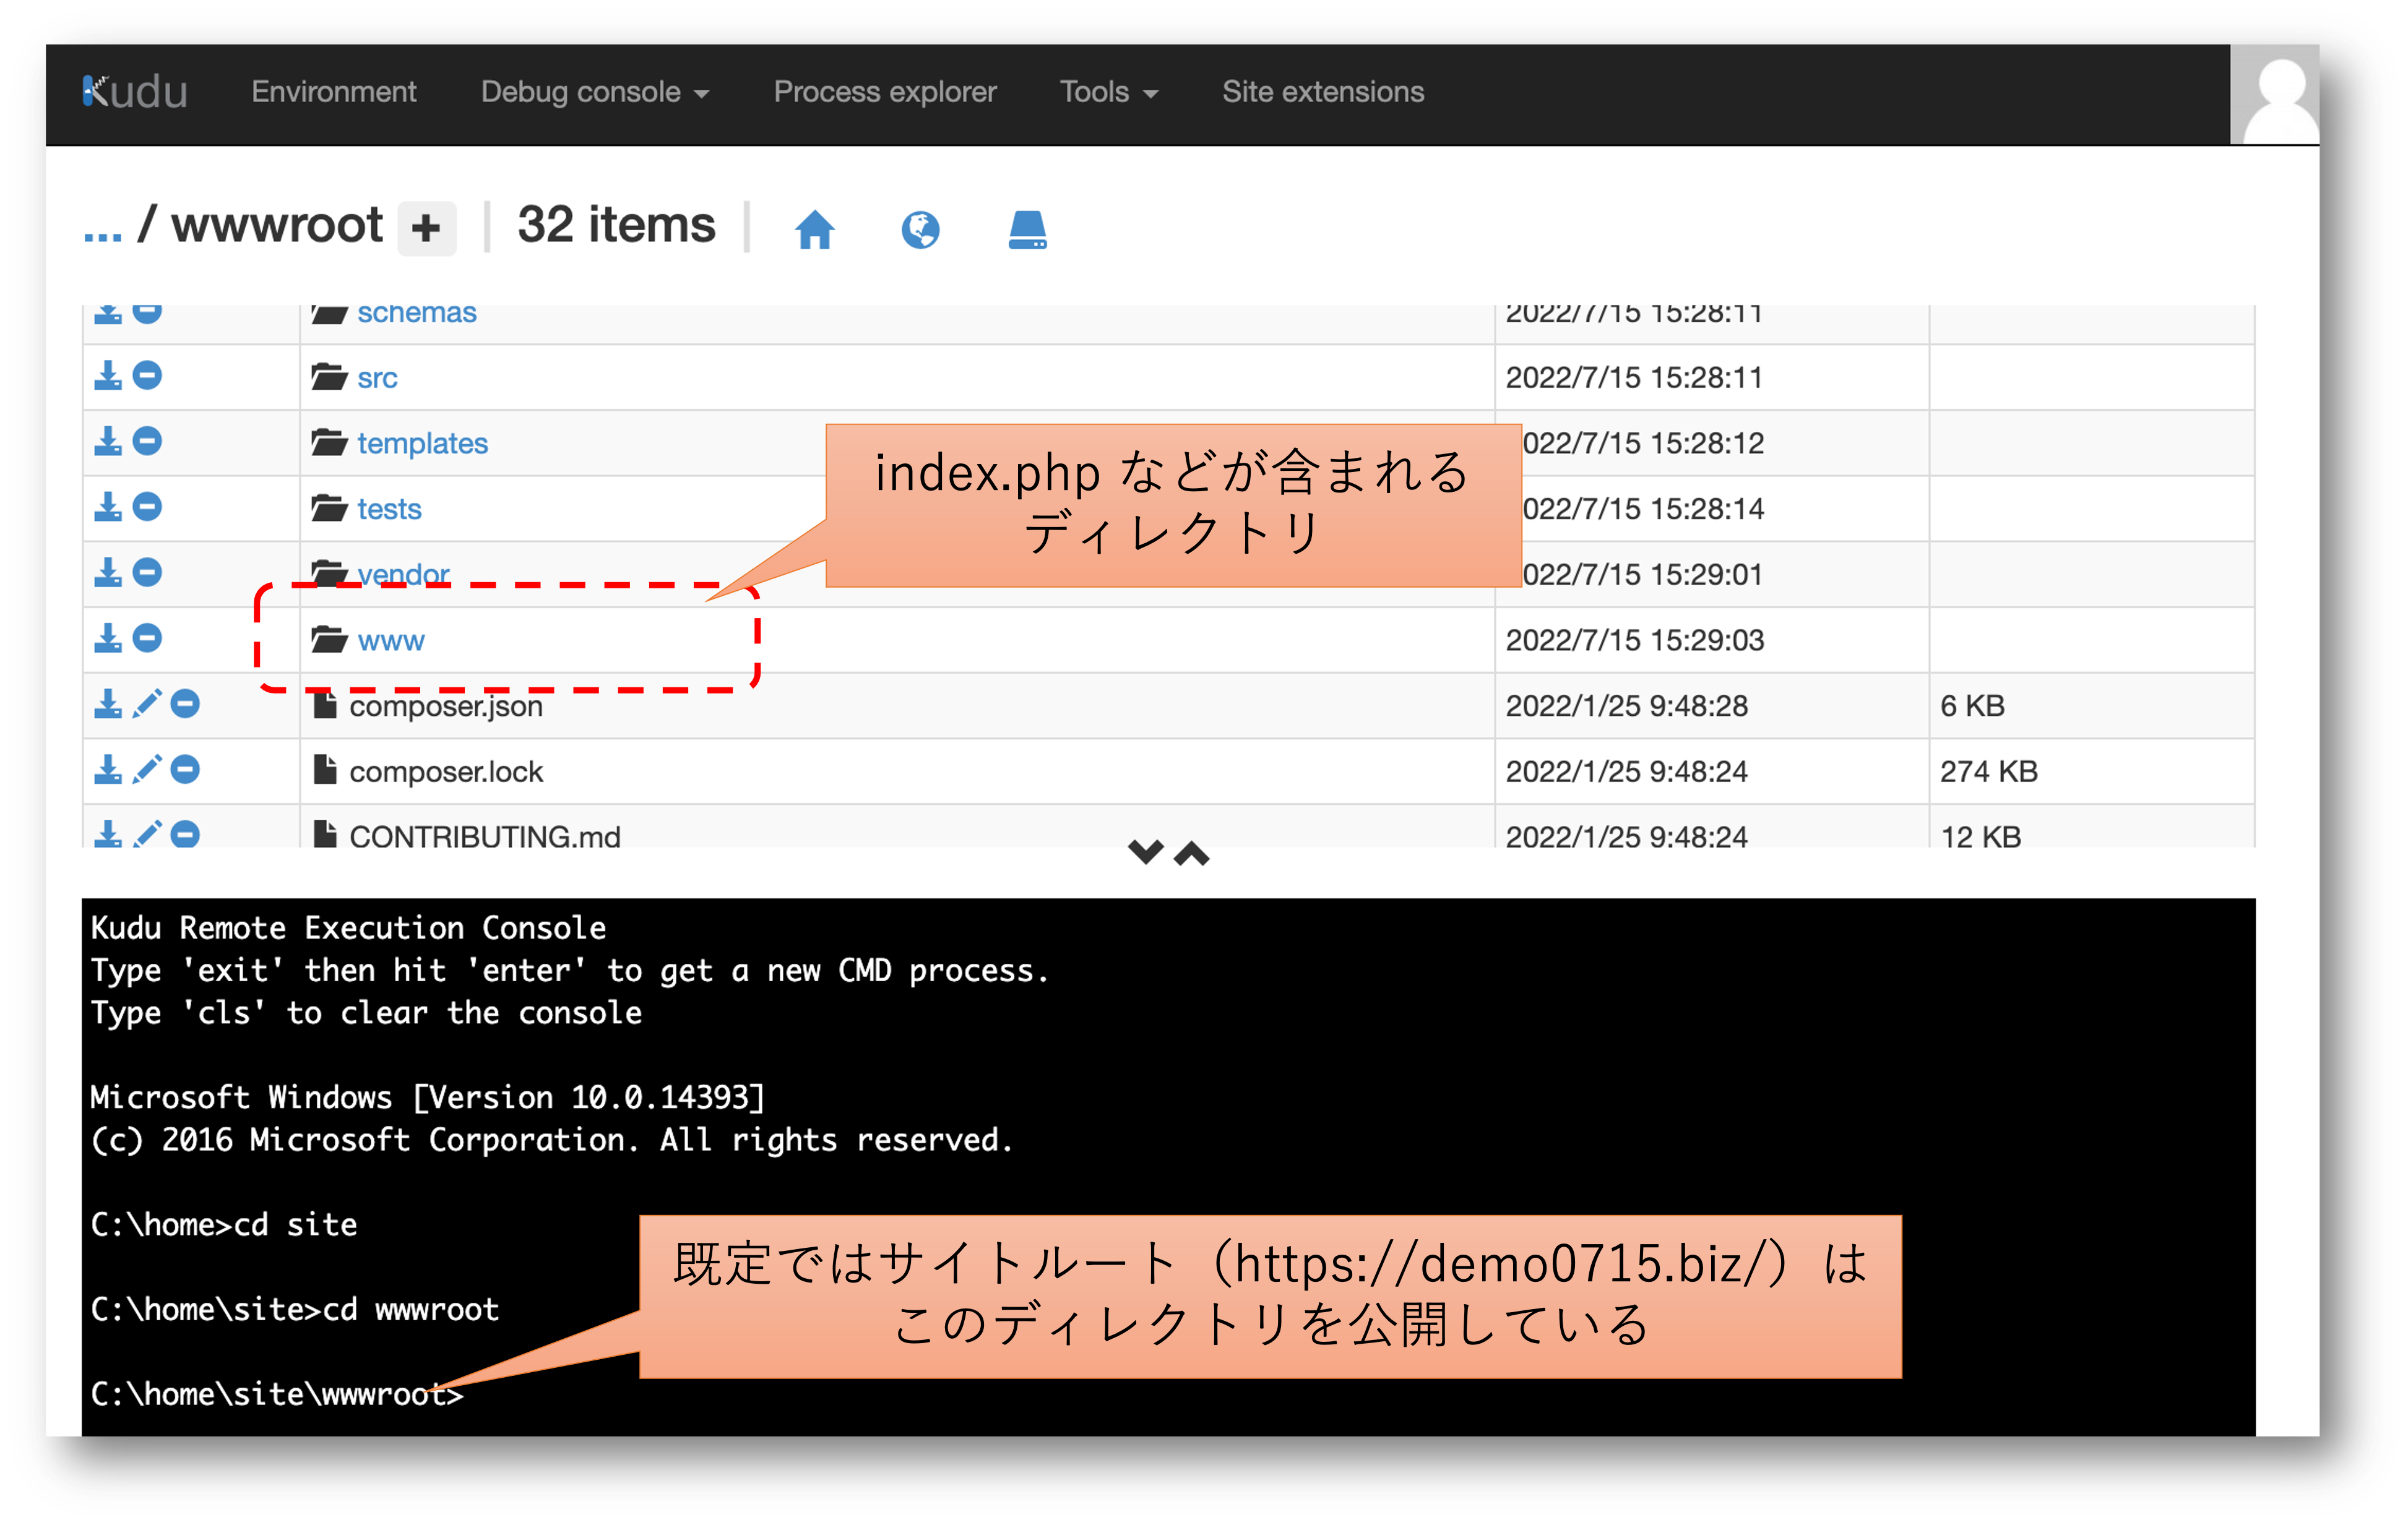 Kudu Environment Debug console Process explorer Tools Site extensions
... / wwwroot + 32 items
schemas 2022/7/15 15:28:11
src 2022/7/15 15:28:11
templates 022/7/15 15:28:12
tests 022/7/15 15:28:14
vendor 022/7/15 15:29:01
www 2022/7/15 15:29:03
composer.json 2022/1/25 9:48:28 6 KB
composer.lock 2022/1/25 9:48:24 274 KB
CONTRIBUTING.md 2022/1/25 9:48:24 12 KB
index.php などが含まれる
ディレクトリ
Kudu Remote Execution Console
Type 'exit' then hit 'enter' to get a new CMD process.
Type 'cls' to clear the console
Microsoft Windows [Version 10.0.14393]
(c) 2016 Microsoft Corporation. All rights reserved.
C:\home>cd site
C:\home\site>cd wwwroot
C:\home\site\wwwroot>
既定ではサイトルート（https://demo0715.biz/）は
このディレクトリを公開している